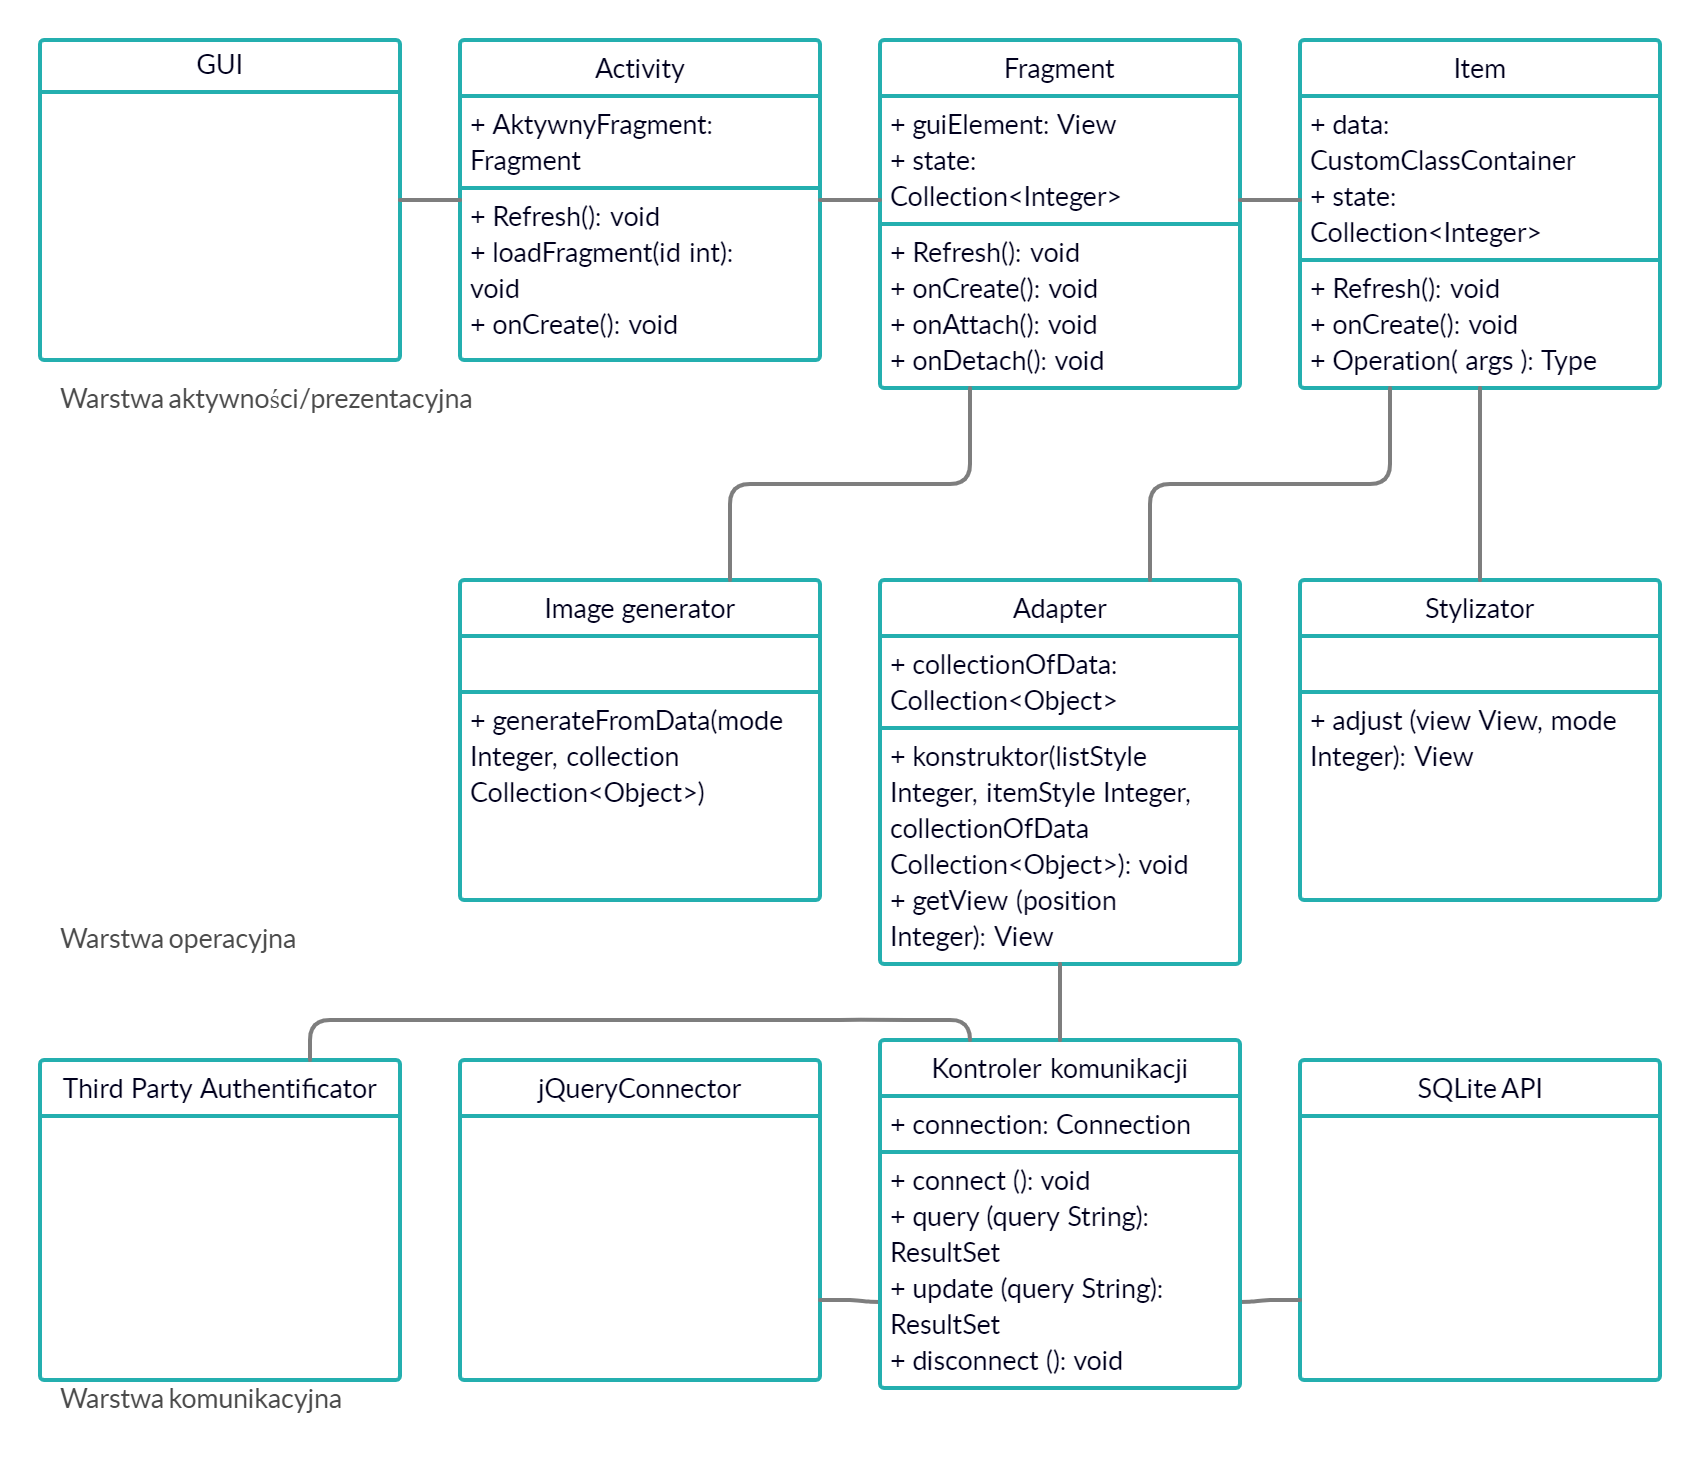 GUI
Activity
+ AktywnyFragment:
Fragment
+ Refresh(): void
+ loadFragment(id int):
void
+ onCreate(): void
Fragment
+ guiElement: View
+ state:
Collection<Integer>
+ Refresh(): void
+ onCreate(): void
+ onAttach(): void
+ onDetach(): void
Item
+ data:
CustomClassContainer
+ state:
Collection<Integer>
+ Refresh(): void
+ onCreate(): void
+ Operation( args ): Type
Warstwa aktywności/prezentacyjna
Image generator
+ generateFromData(mode
Integer, collection
Collection<Object>)
Adapter
+ collectionOfData:
Collection<Object>
+ konstruktor(listStyle
Integer, itemStyle Integer,
collectionOfData
Collection<Object>): void
+ getView (position
Integer): View
Stylizator
+ adjust (view View, mode
Integer): View
Warstwa operacyjna
Third Party Authentificator
jQueryConnector
Kontroler komunikacji
+ connection: Connection
+ connect (): void
+ query (query String):
ResultSet
+ update (query String):
ResultSet
+ disconnect (): void
SQLite API
Warstwa komunikacyjna